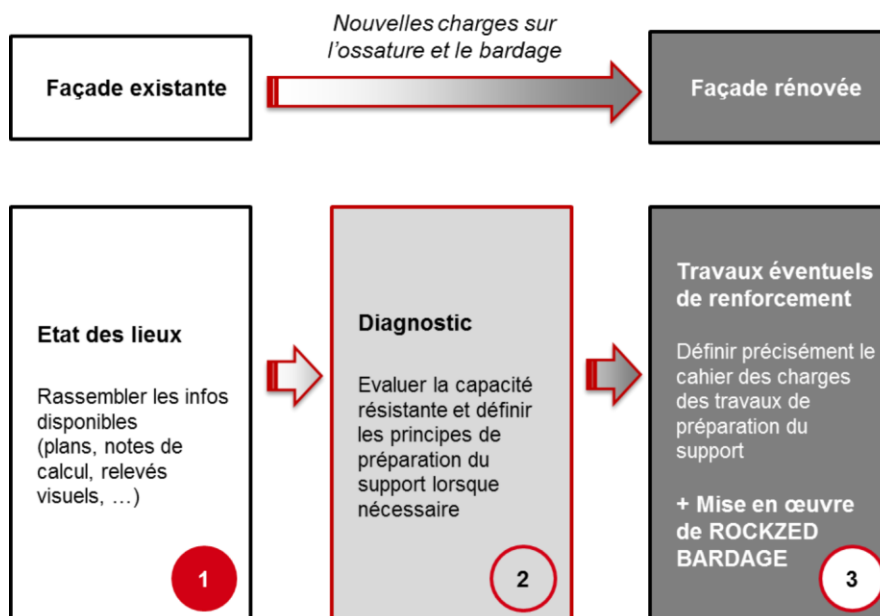 Nouvelles charges sur
l'ossature et le bardage
Façade existante
Façade rénovée
Etat des lieux
Rassembler les infos
disponibles
(plans, notes de
calcul, relevés
visuels, …)
1
Diagnostic
Evaluer la capacité
résistante et définir
les principes de
préparation du
support lorsque
nécessaire
2
Travaux éventuels
de renforcement
Définir précisément le
cahier des charges
des travaux de
préparation du
support
+ Mise en œuvre
de ROCKZED
BARDAGE
3